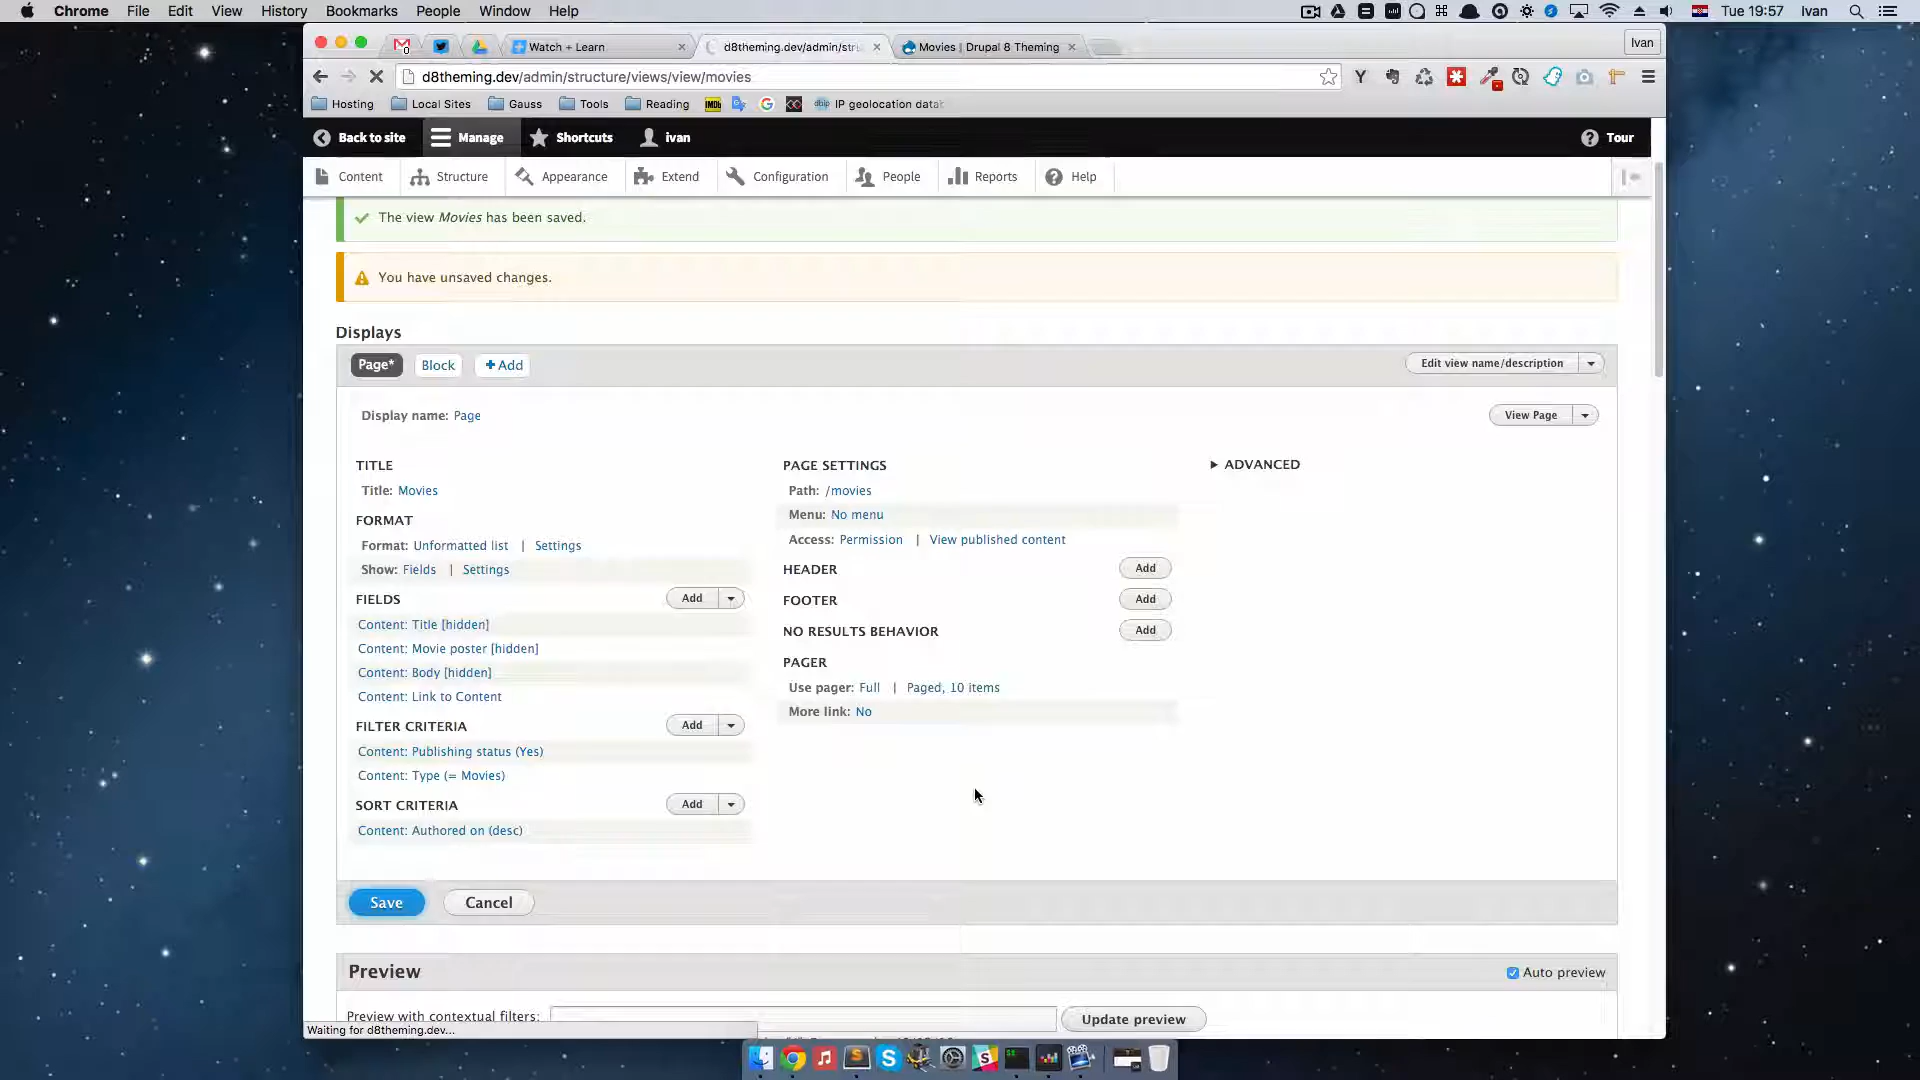 Chrome File Edit View History Bookmarks People Window Help Tue 19:57 Ivan
0 Watch + Learn d8theming.dev/admin/str Movies | Drupal 8 Theming Ivan
d8theming.dev/admin/structure/views/view/movies
Hosting Local Sites Gauss Tools Reading IMDb IP geolocation data
Back to site Manage Shortcuts ivan Tour
Content Structure Appearance Extend Configuration People Reports Help
The view Movies has been saved.
You have unsaved changes.
Displays
Page* Block + Add Edit view name/description
Display name: Page View Page
TITLE
Title: Movies
FORMAT
Format: Unformatted list | Settings
Show: Fields | Settings
FIELDS Add
Content: Title [hidden]
Content: Movie poster [hidden]
Content: Body [hidden]
Content: Link to Content
FILTER CRITERIA Add
Content: Publishing status (Yes)
Content: Type (= Movies)
SORT CRITERIA Add
Content: Authored on (desc)
PAGE SETTINGS
Path: /movies
Menu: No menu
Access: Permission | View published content
HEADER Add
FOOTER Add
NO RESULTS BEHAVIOR Add
PAGER
Use pager: Full | Paged, 10 items
More link: No
ADVANCED
Save Cancel
Preview Auto preview
Preview with contextual filters: Update preview
Waiting for d8theming.dev...